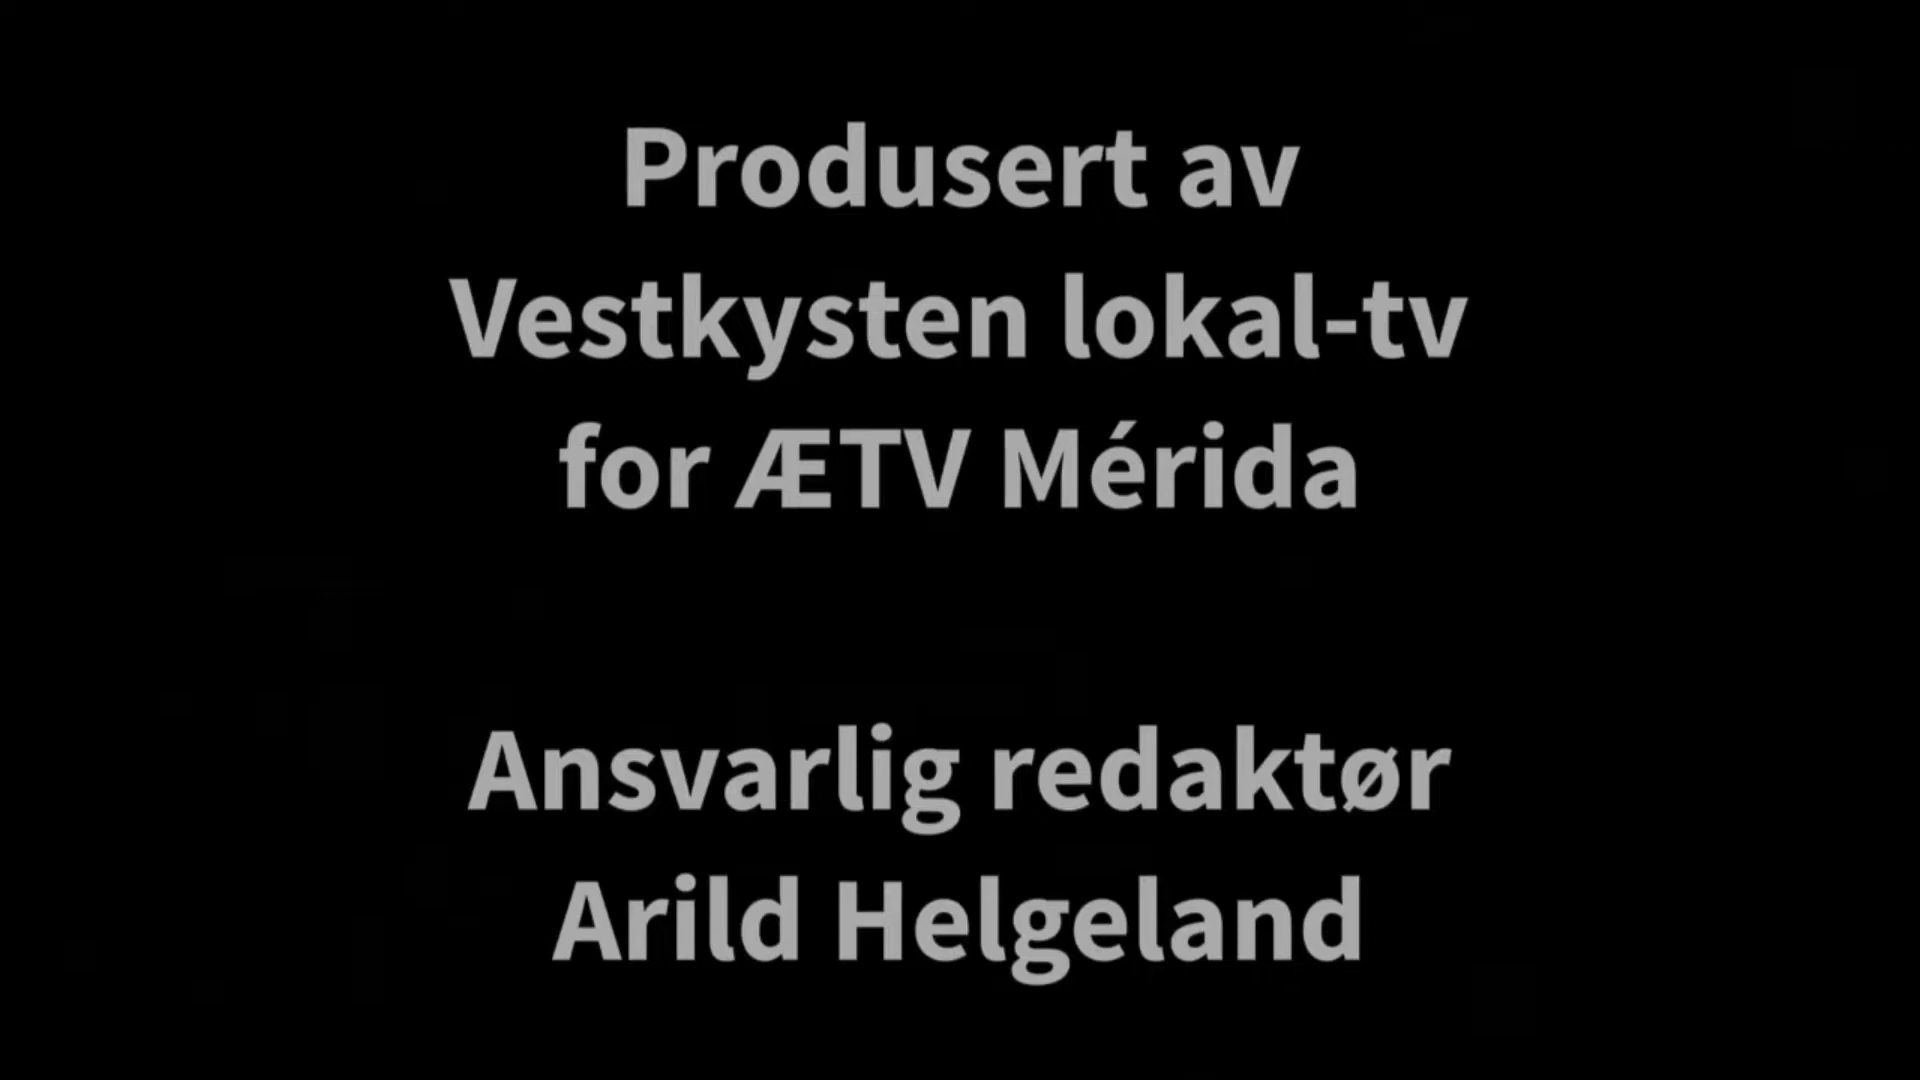 Produsert av
Vestkysten lokal-tv
for ÆTV Mérida
Ansvarlig redaktør
Arild Helgeland